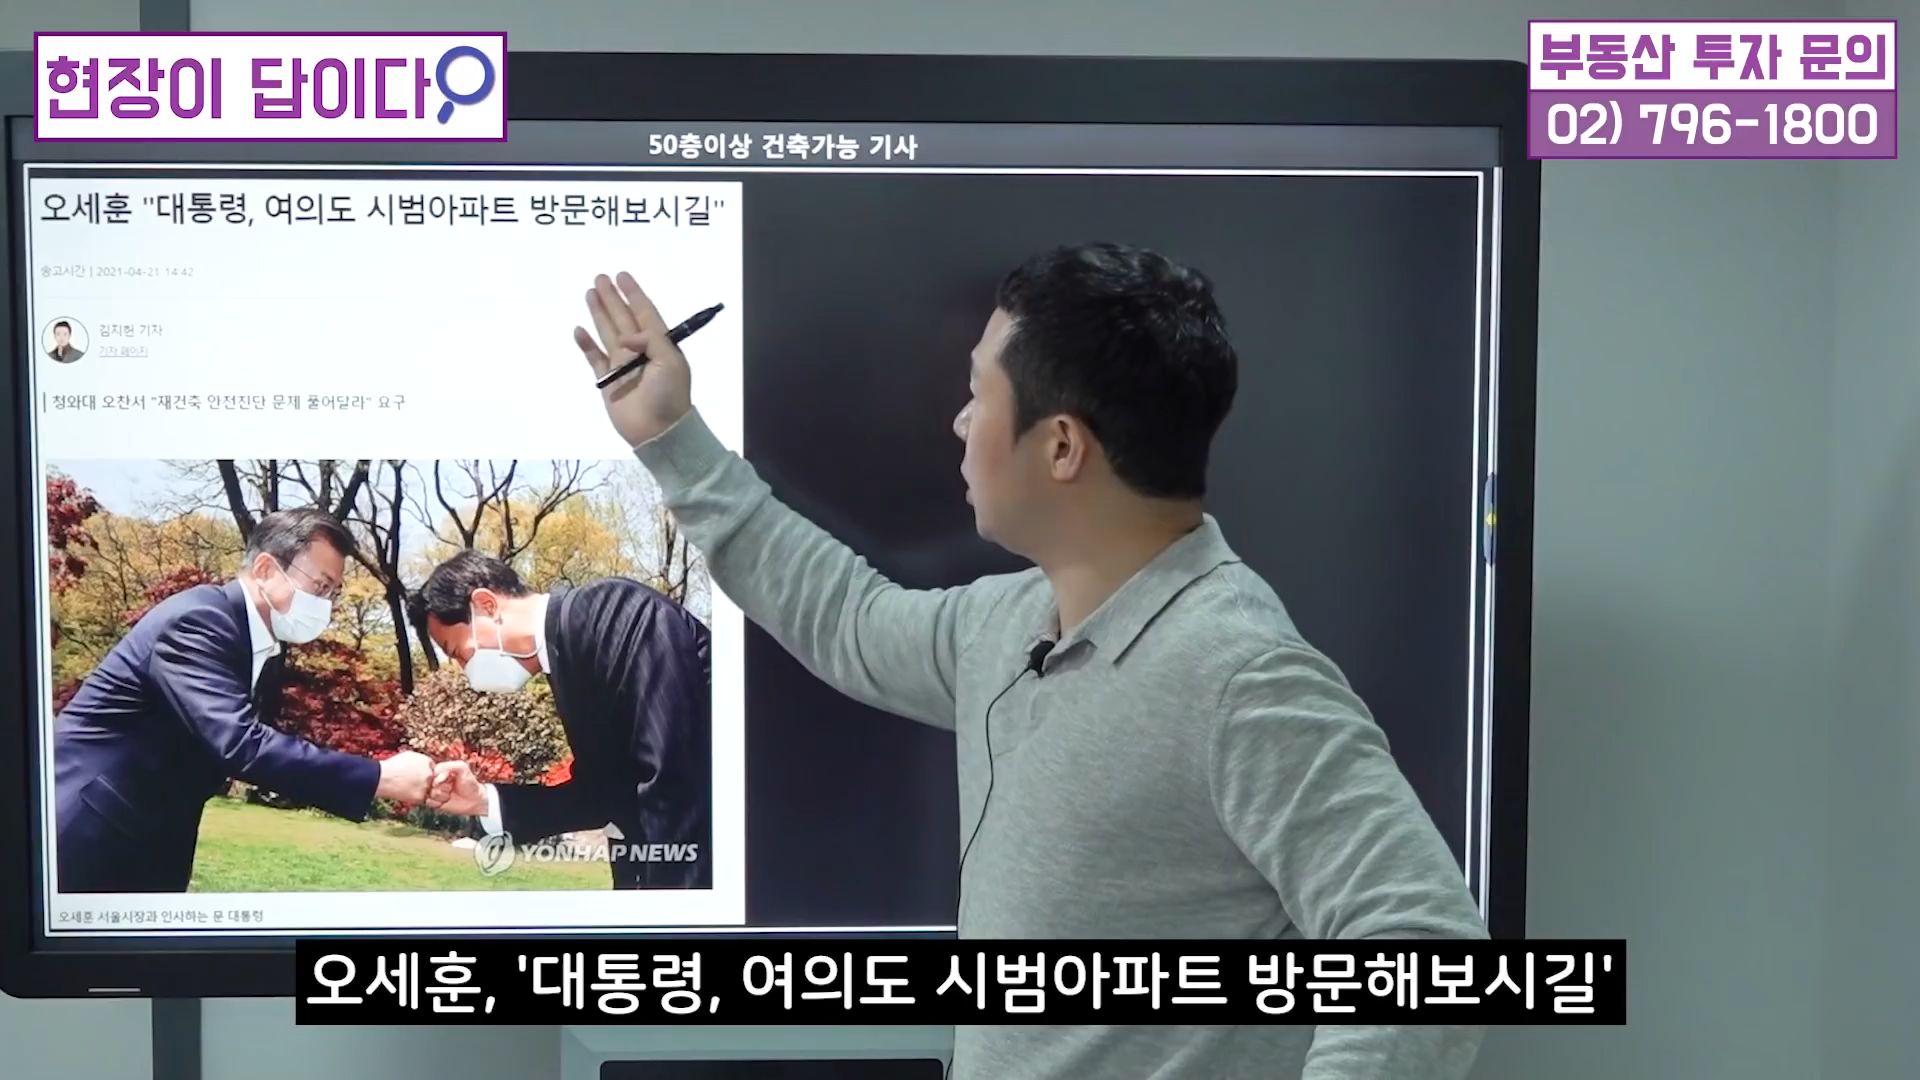 현장이 답이다
부동산 투자 문의
02) 796-1800
50층이상 건축가능 기사
오세훈 "대통령, 여의도 시범아파트 방문해보시길"
송고시간 | 2021-04-21 14:42
김지헌 기자
기자 페이지
청와대 오찬서 "재건축 안전진단 문제 풀어달라" 요구
YONHAP NEWS
오세훈 서울시장과 인사하는 문 대통령
오세훈, '대통령, 여의도 시범아파트 방문해보시길'